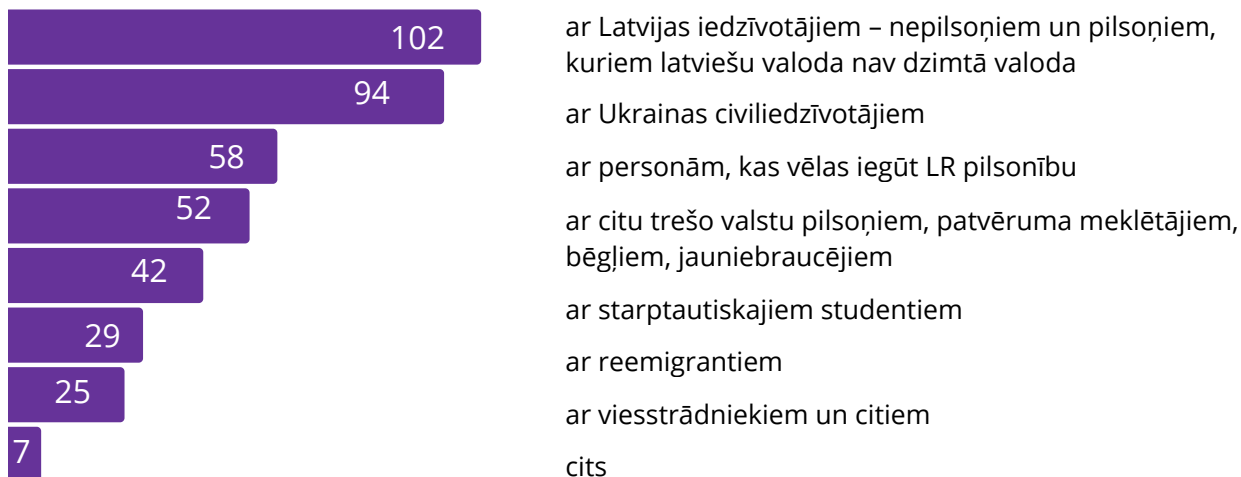 102
ar Latvijas iedzīvotājiem – nepilsoņiem un pilsoņiem,
kuriem latviešu valoda nav dzimtā valoda
94
ar Ukrainas civiliedzīvotājiem
58
ar personām, kas vēlas iegūt LR pilsonību
52
ar citu trešo valstu pilsoņiem, patvēruma meklētājiem,
bēgļiem, jauniebraucējiem
42
ar starptautiskajiem studentiem
29
ar reemigrantiem
25
ar viesstrādniekiem un citiem
7
cits